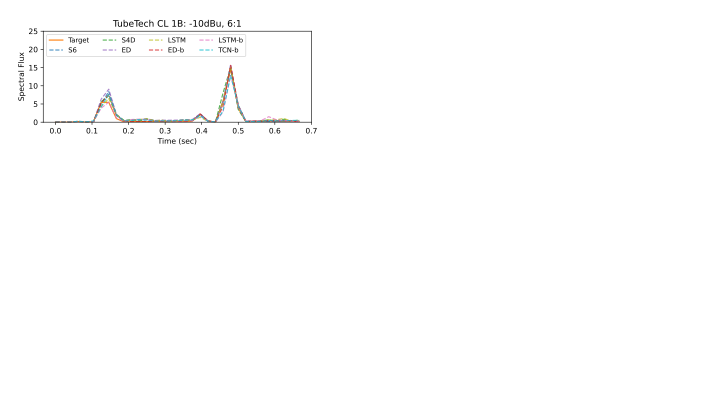 TubeTech CL 1B: -10dBu, 6:1
Spectral Flux
25
20
15
10
5
0
Target S4D LSTM LSTM-b
S6 ED ED-b TCN-b
0.0 0.1 0.2 0.3 0.4 0.5 0.6 0.7
Time (sec)